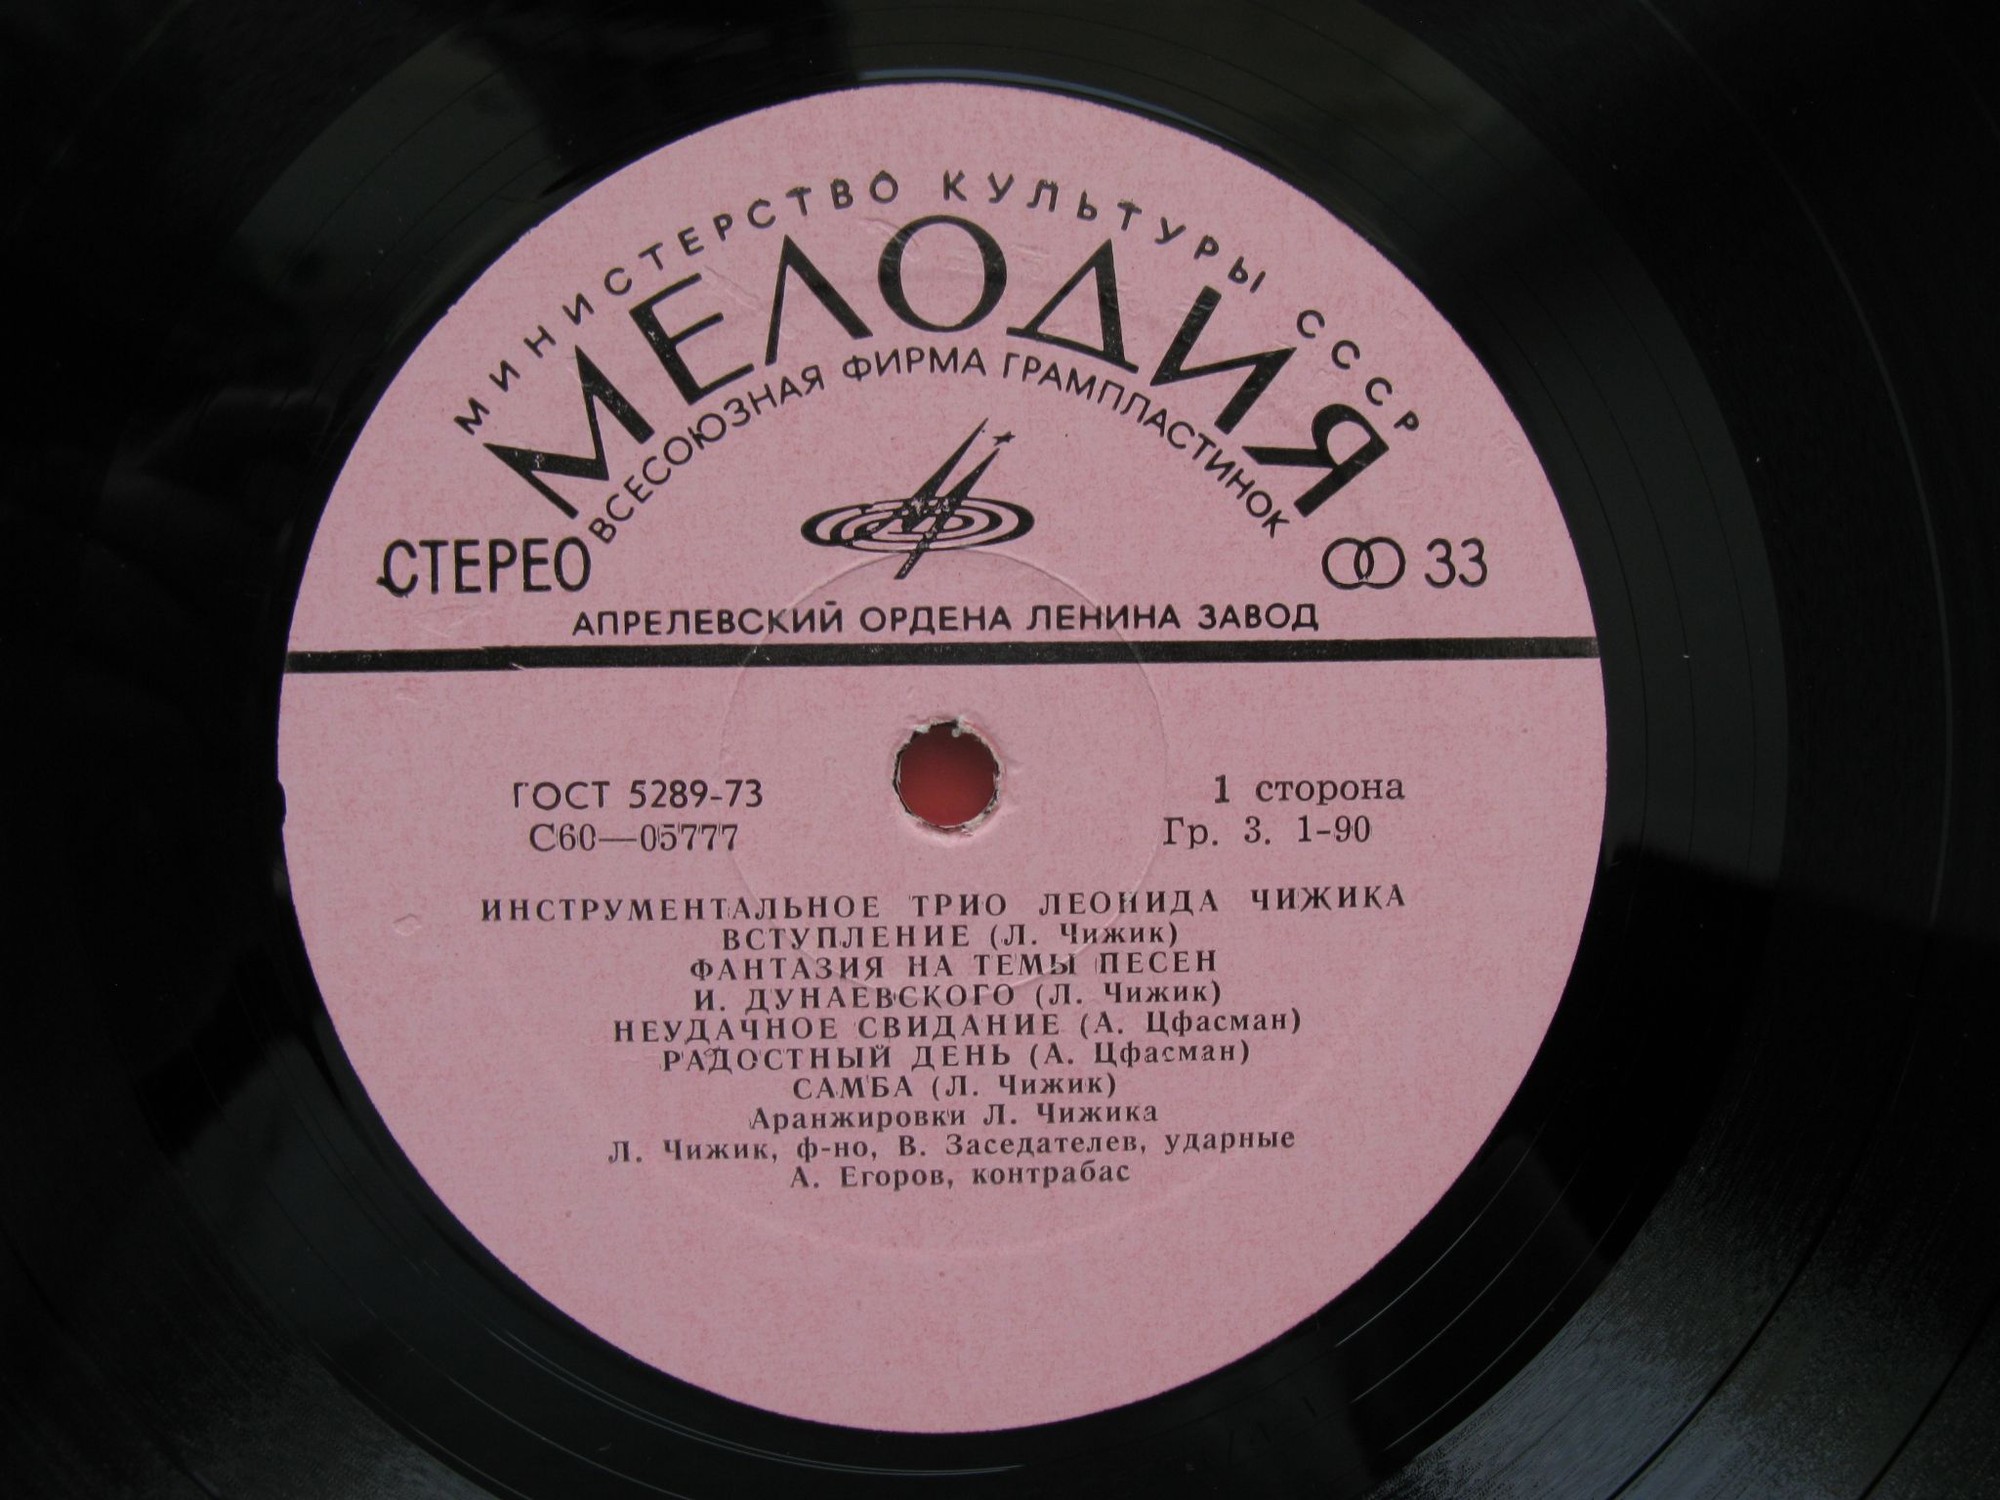 МИНИСТЕРСТВО КУЛЬТУРЫ СССР
МЕЛОДИЯ
ВСЕСОЮЗНАЯ ФИРМА ГРАМПЛАСТИНОК
СТЕРЕО
33
АПРЕЛЕВСКИЙ ОРДЕНА ЛЕНИНА ЗАВОД
ГОСТ 5289-73
С60—05777
1 сторона
Гр. 3. 1-90
ИНСТРУМЕНТАЛЬНОЕ ТРИО ЛЕОНИДА ЧИЖИКА
ВСТУПЛЕНИЕ (Л. Чижик)
ФАНТАЗИЯ НА ТЕМЫ ПЕСЕН
И. ДУНАЕВСКОГО (Л. Чижик)
НЕУДАЧНОЕ СВИДАНИЕ (А. Цфасман)
РАДОСТНЫЙ ДЕНЬ (А. Цфасман)
САМБА (Л. Чижик)
Аранжировки Л. Чижика
Л. Чижик, ф-но, В. Заседателев, ударные
А. Егоров, контрабас